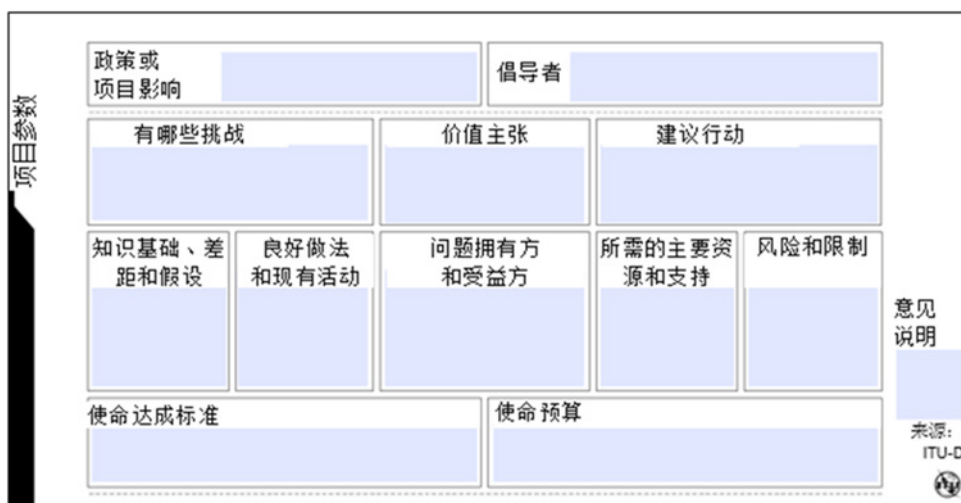 项目参数
政策或
项目影响
倡导者
有哪些挑战
价值主张
建议行动
知识基础、差
距和假设
良好做法
和现有活动
问题拥有方
和受益方
所需的主要资
源和支持
风险和限制
意见
说明
使命达成标准
使命预算
来源：
ITU-D